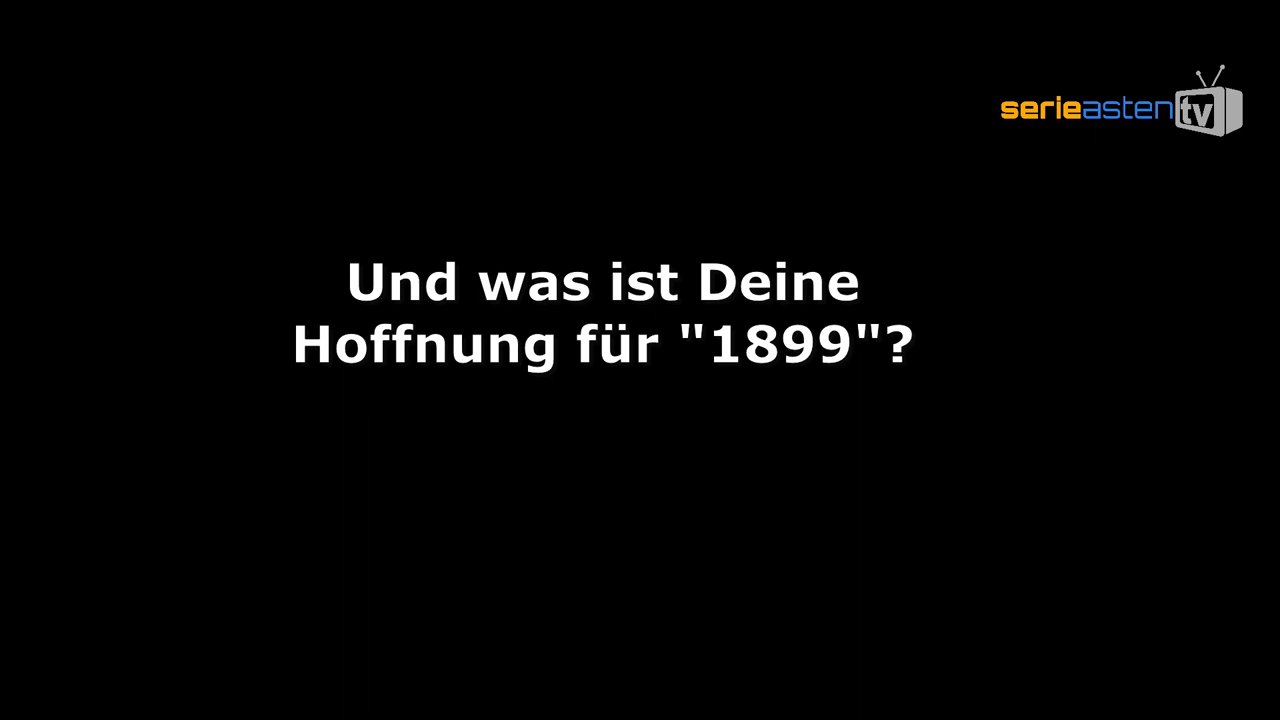 serieasten tv
Und was ist Deine
Hoffnung für "1899"?